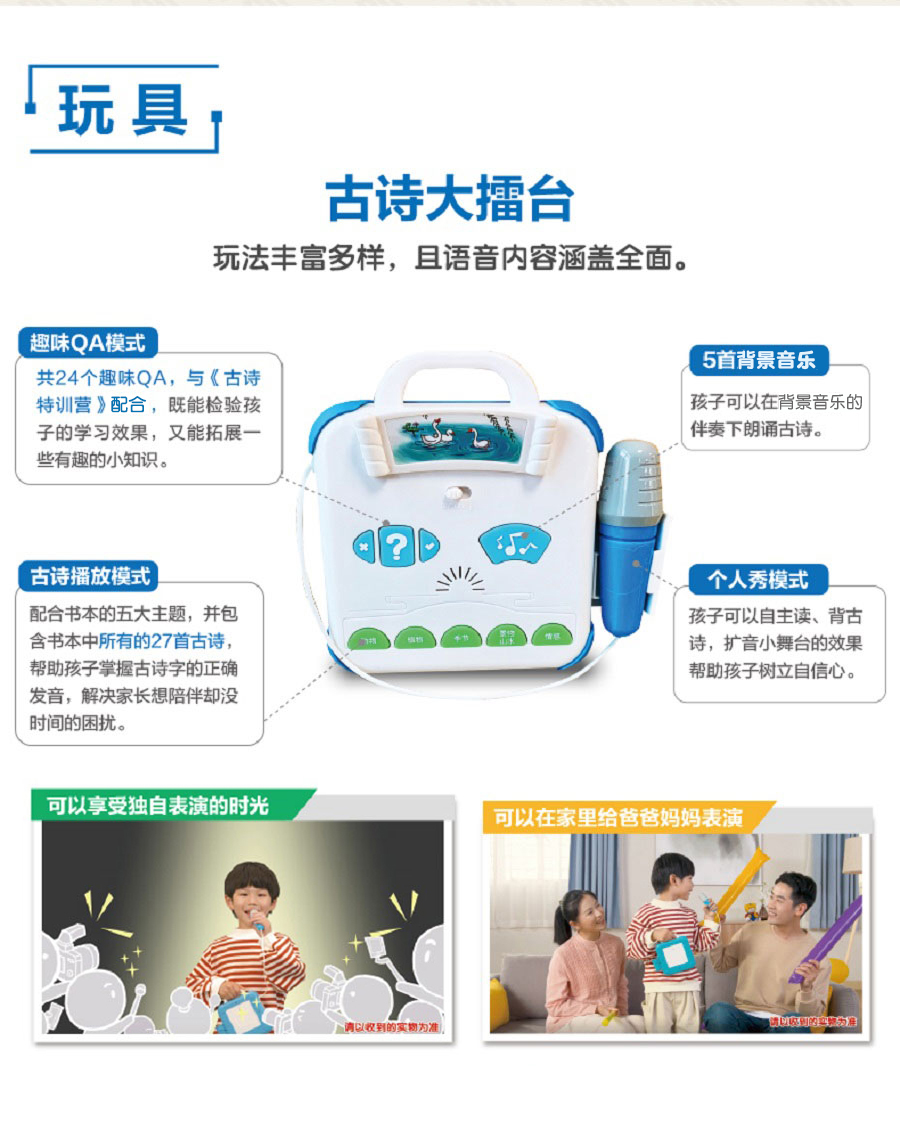 玩具
古诗大擂台
玩法丰富多样，且语音内容涵盖全面。
趣味QA模式
共24个趣味QA，与《古诗
特训营》配合，既能检验孩
子的学习效果，又能拓展一
些有趣的小知识。
5首背景音乐
孩子可以在背景音乐的
伴奏下朗诵古诗。
古诗播放模式
配合书本的五大主题，并包
含书本中所有的27首古诗，
帮助孩子掌握古诗字的正确
发音，解决家长想陪伴却没
时间的困扰。
个人秀模式
孩子可以自主读、背古
诗，扩音小舞台的效果
帮助孩子树立自信心。
?
可以享受独自表演的时光
请以收到的实物为准
可以在家里给爸爸妈妈表演
请以收到的实物为准